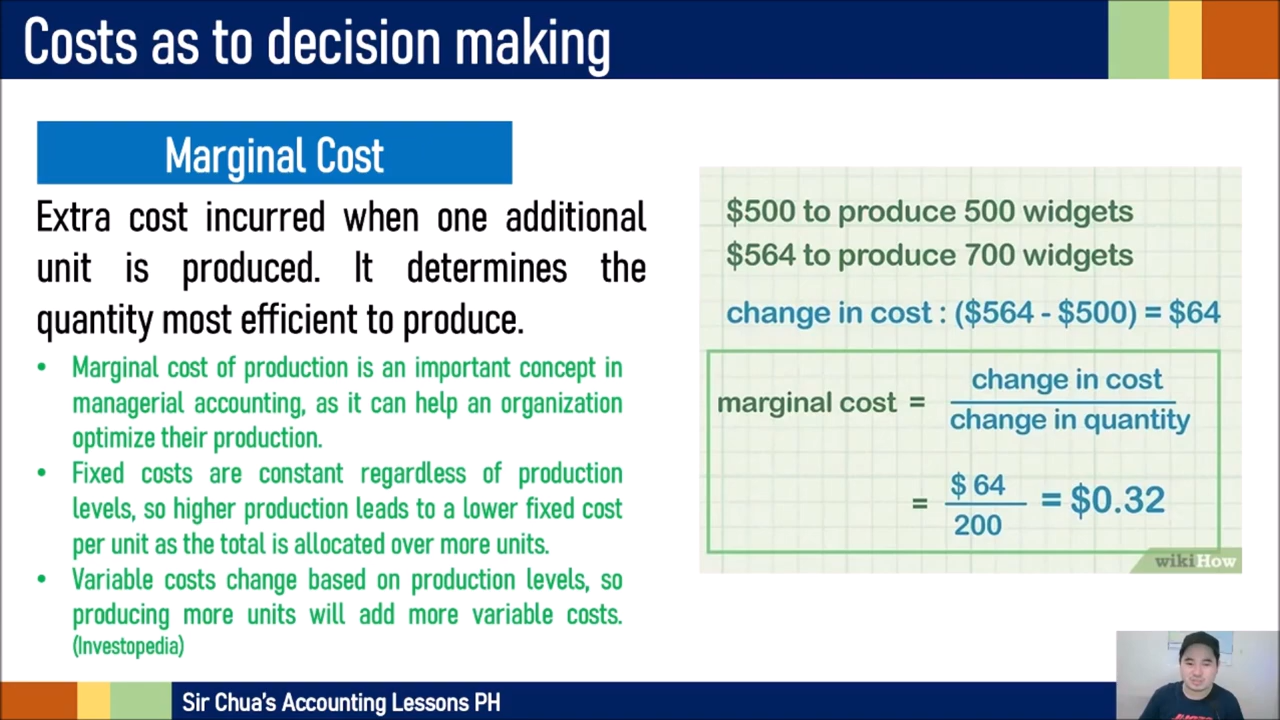 Costs as to decision making
Marginal Cost
Extra cost incurred when one additional
unit is produced. It determines the
quantity most efficient to produce.
• Marginal cost of production is an important concept in
managerial accounting, as it can help an organization
optimize their production.
• Fixed costs are constant regardless of production
levels, so higher production leads to a lower fixed cost
per unit as the total is allocated over more units.
• Variable costs change based on production levels, so
producing more units will add more variable costs.
(Investopedia)
$500 to produce 500 widgets
$564 to produce 700 widgets
change in cost : ($564 - $500) = $64
marginal cost =
change in cost
change in quantity
=
$ 64
200
= $0.32
wikiHow
Sir Chua's Accounting Lessons PH